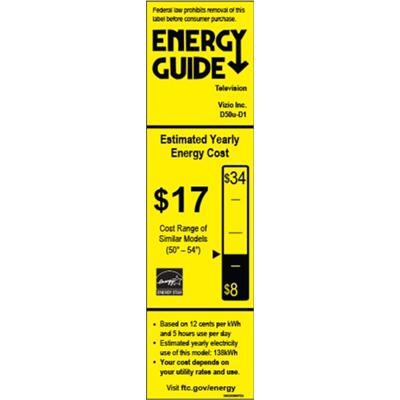 Federal law prohibits removal of this
label before consumer purchase.
ENERGY
GUIDE
Television
Vizio Inc.
D50u-D1
Estimated Yearly
Energy Cost
$34
$17
Cost Range of
Similar Models
(50" – 54")
$8
ENERGY STAR
• Based on 12 cents per kWh
and 5 hours use per day
• Estimated yearly electricity
use of this model: 138kWh
• Your cost depends on
your utility rates and use.
Visit ftc.gov/energy